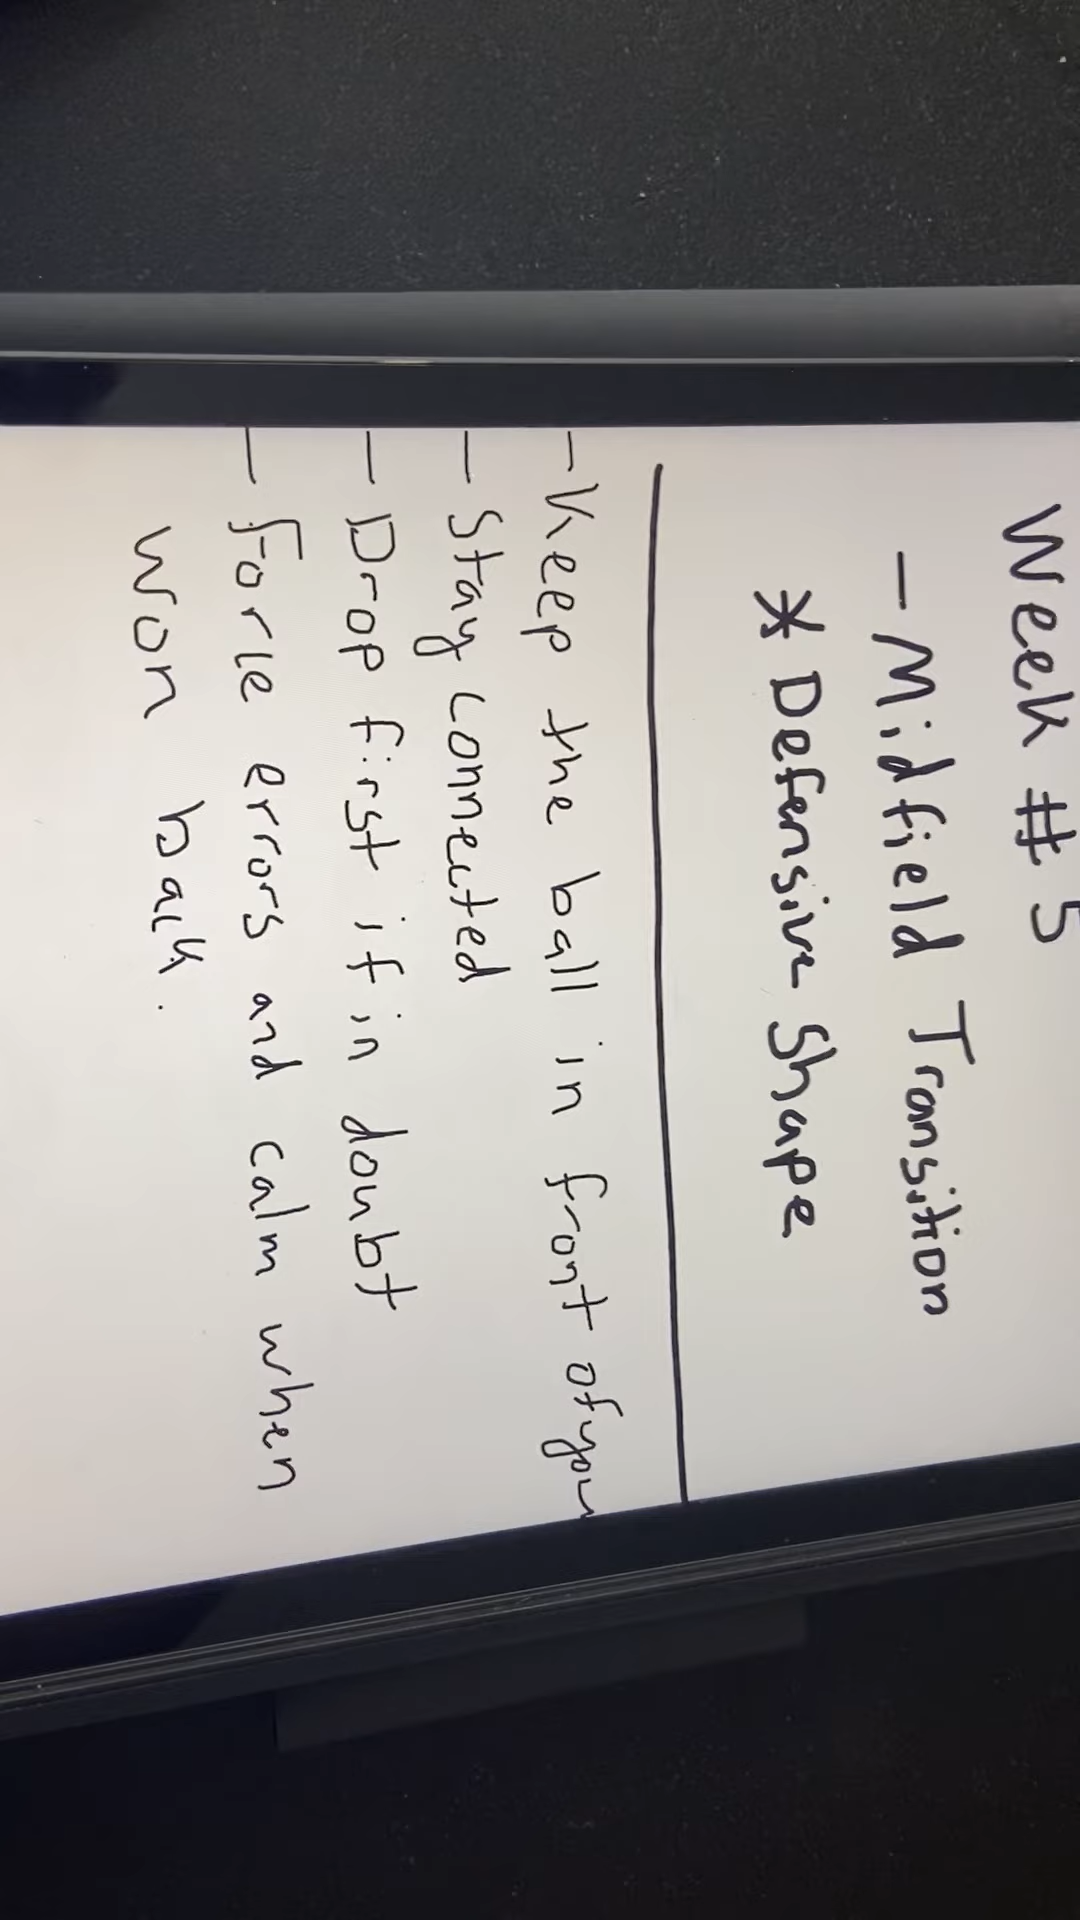 Week # 5
- Midfield Transition
* Defensive Shape
- Keep the ball in front of you
- Stay connected
- Drop first if in doubt
- Force errors and calm when
won back.